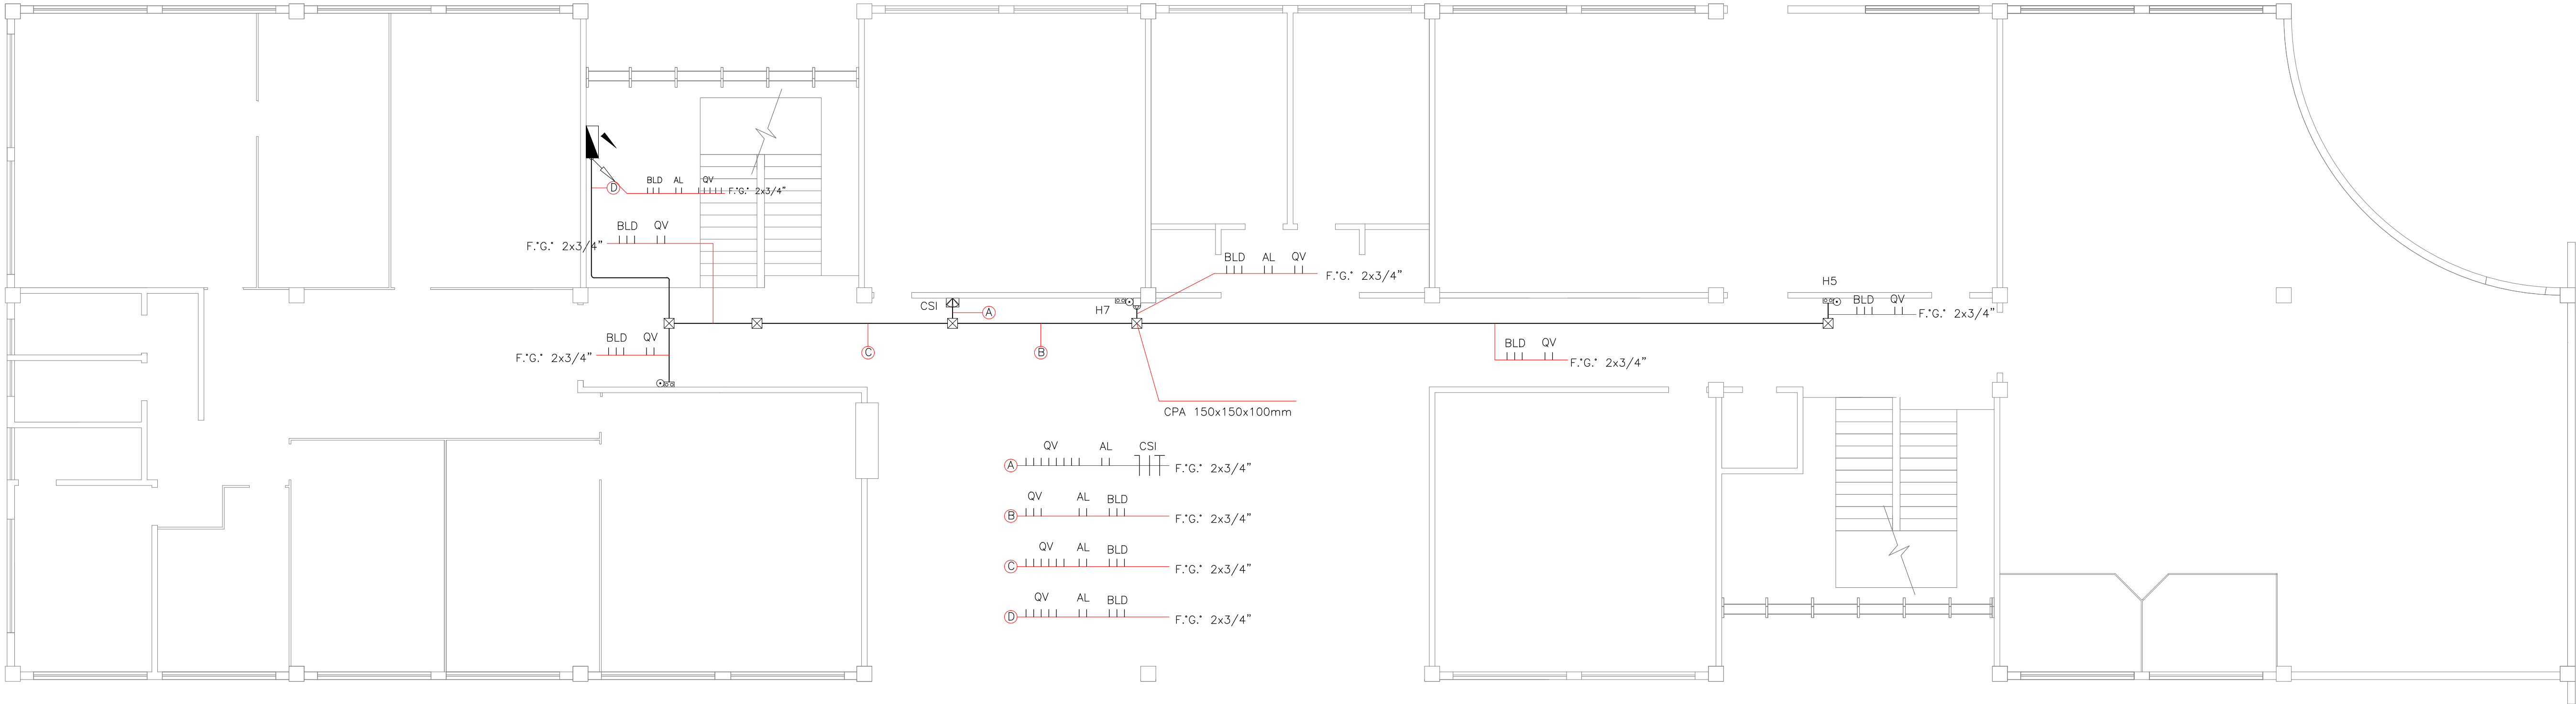 D
BLD AL QV
F.°G.° 2x3/4"
BLD QV
F.°G.° 2x3/4"
BLD AL QV
F.°G.° 2x3/4"
H5
CSI
A
H7
BLD QV
F.°G.° 2x3/4"
BLD QV
F.°G.° 2x3/4"
C
B
BLD QV
F.°G.° 2x3/4"
CPA 150x150x100mm
QV AL CSI
A F.°G.° 2x3/4"
QV AL BLD
B F.°G.° 2x3/4"
QV AL BLD
C F.°G.° 2x3/4"
QV AL BLD
D F.°G.° 2x3/4"